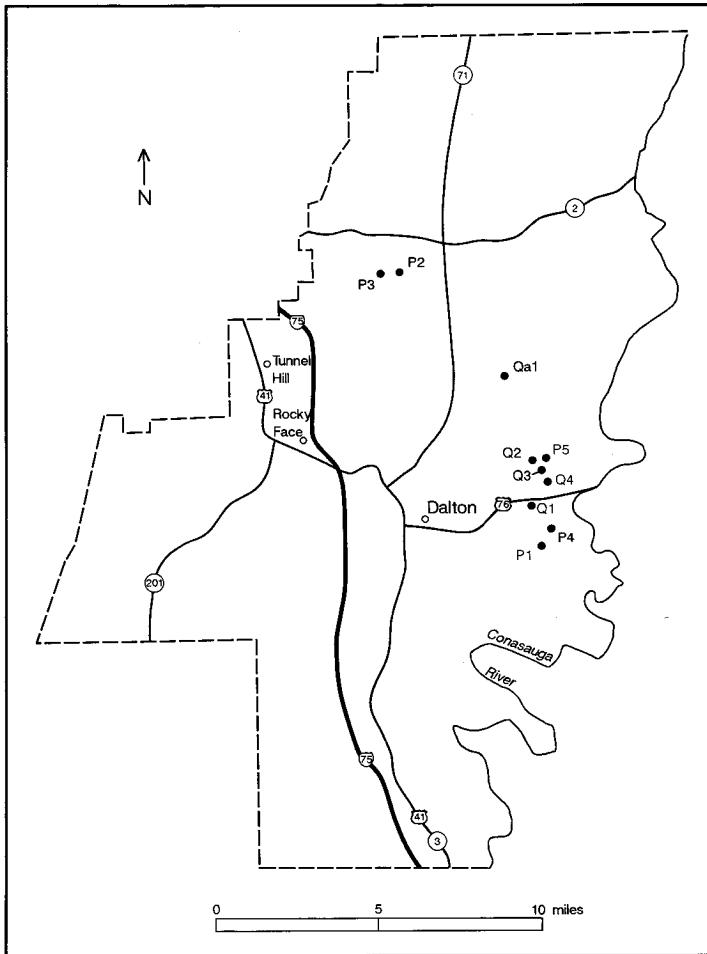 71
N
2
P3
P2
75
Tunnel
Hill
41
Rocky
Face
Qa1
Q2
P5
Q3
Q4
76
Q1
Dalton
P4
P1
201
Conasauga
River
75
41
3
0
5
10 miles